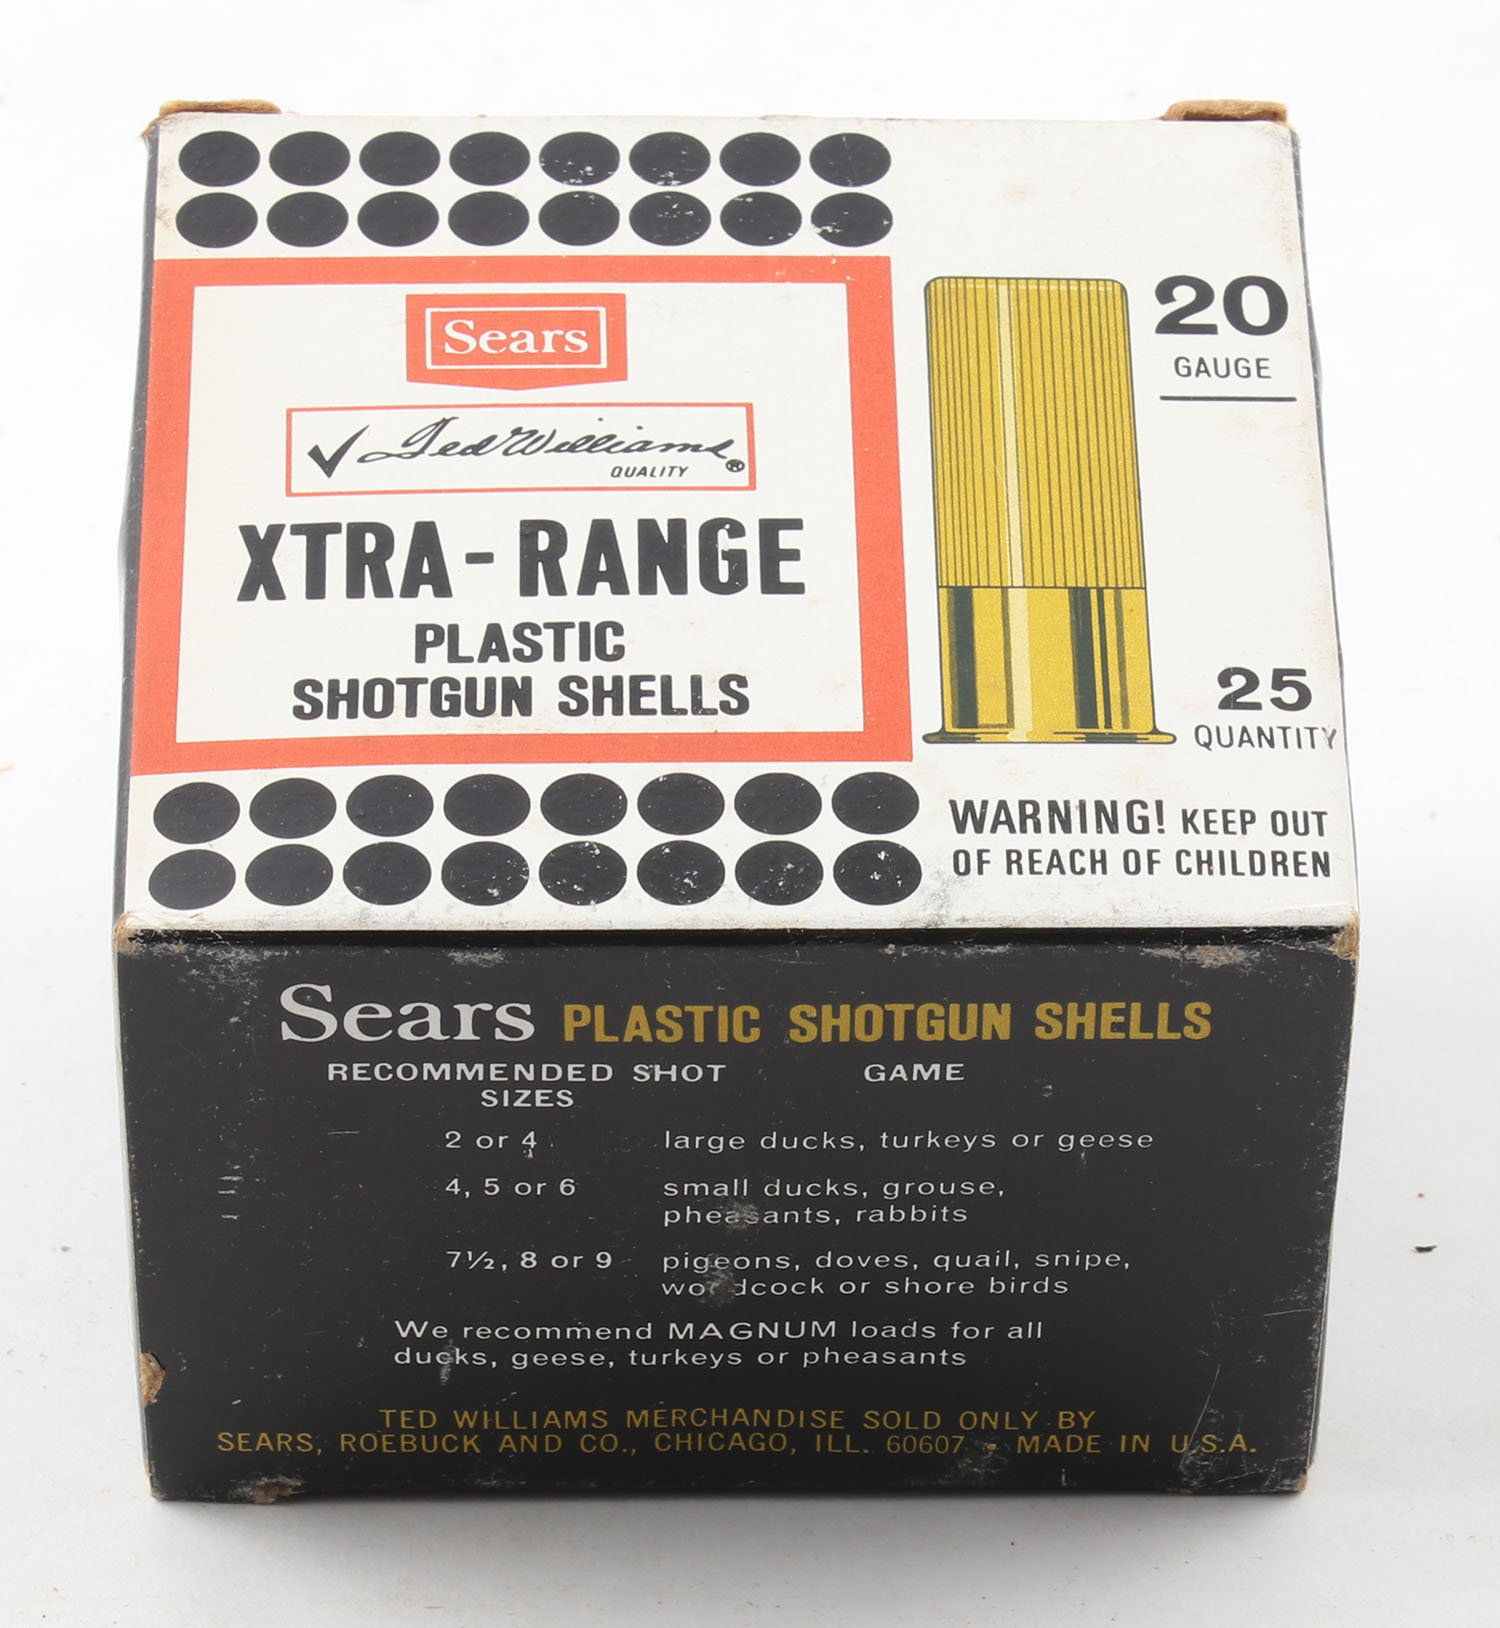 Sears
✓ Ted Williams
QUALITY ®
XTRA-RANGE
PLASTIC
SHOTGUN SHELLS
20
GAUGE
25
QUANTITY
WARNING! KEEP OUT
OF REACH OF CHILDREN
Sears PLASTIC SHOTGUN SHELLS
RECOMMENDED SHOT GAME
SIZES
2 or 4 large ducks, turkeys or geese
4, 5 or 6 small ducks, grouse,
pheasants, rabbits
7½, 8 or 9 pigeons, doves, quail, snipe,
woodcock or shore birds
We recommend MAGNUM loads for all
ducks, geese, turkeys or pheasants
TED WILLIAMS MERCHANDISE SOLD ONLY BY
SEARS, ROEBUCK AND CO., CHICAGO, ILL. 60607 • MADE IN U.S.A.